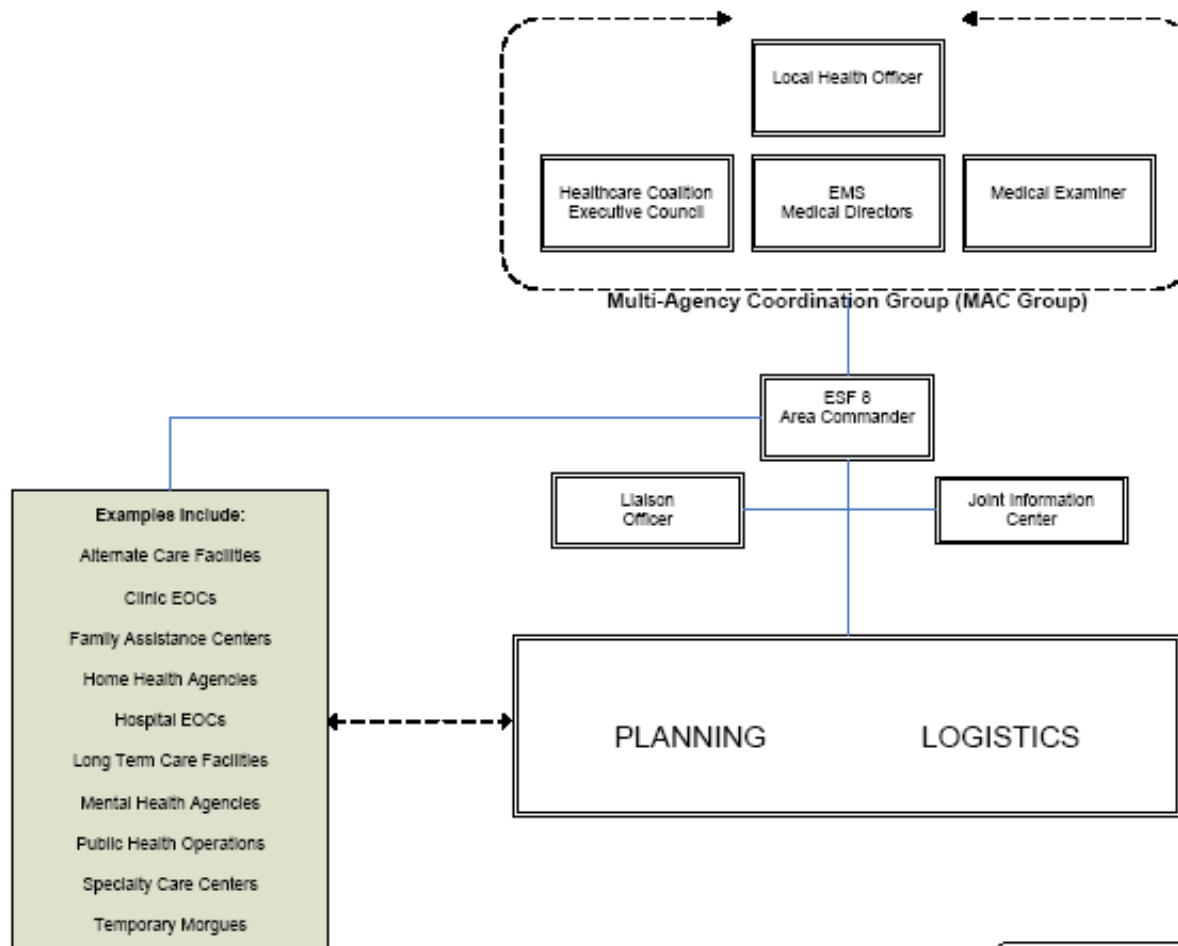 Local Health Officer
Healthcare Coalition
Executive Council
EMS
Medical Directors
Medical Examiner
Multi-Agency Coordination Group (MAC Group)
ESF 8
Area Commander
Liaison
Officer
Joint Information
Center
Examples Include:
Alternate Care Facilities
Clinic EOCs
Family Assistance Centers
Home Health Agencies
Hospital EOCs
Long Term Care Facilities
Mental Health Agencies
Public Health Operations
Specialty Care Centers
Temporary Morgues
PLANNING
LOGISTICS